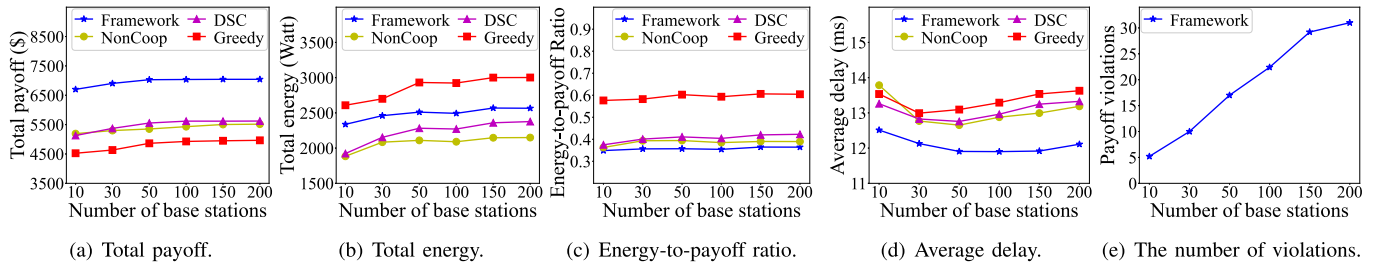 Total payoff ($)
8500
7500
6500
5500
4500
3500
Framework
NonCoop
DSC
Greedy
10 30 50 100 150 200
Number of base stations
(a) Total payoff.
Total energy (Watt)
3500
3000
2500
2000
1500
Framework
NonCoop
DSC
Greedy
10 30 50 100 150 200
Number of base stations
(b) Total energy.
Energy-to-payoff Ratio
1.0
0.9
0.8
0.7
0.6
0.5
0.4
0.3
Framework
NonCoop
DSC
Greedy
10 30 50 100 150 200
Number of base stations
(c) Energy-to-payoff ratio.
Average delay (ms)
15
14
13
12
11
Framework
NonCoop
DSC
Greedy
10 30 50 100 150 200
Number of base stations
(d) Average delay.
Payoff violations
30
25
20
15
10
5
0
Framework
10 30 50 100 150 200
Number of base stations
(e) The number of violations.